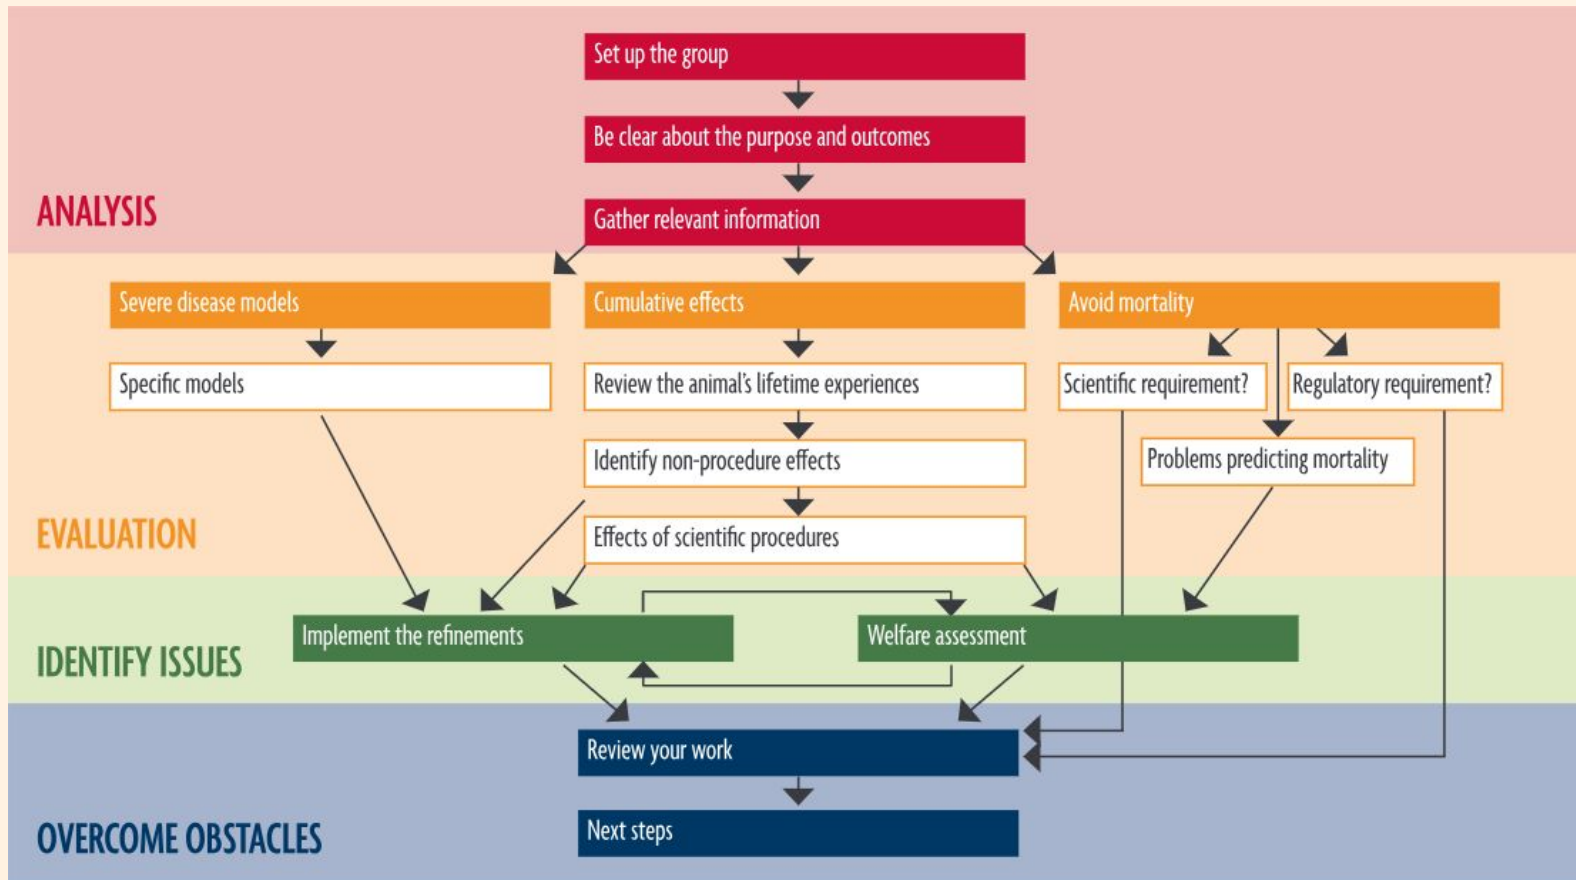 Set up the group
Be clear about the purpose and outcomes
ANALYSIS
Gather relevant information
Severe disease models
Cumulative effects
Avoid mortality
Specific models
Review the animal’s lifetime experiences
Scientific requirement?
Regulatory requirement?
Identify non-procedure effects
Problems predicting mortality
EVALUATION
Effects of scientific procedures
IDENTIFY ISSUES
Implement the refinements
Welfare assessment
Review your work
OVERCOME OBSTACLES
Next steps